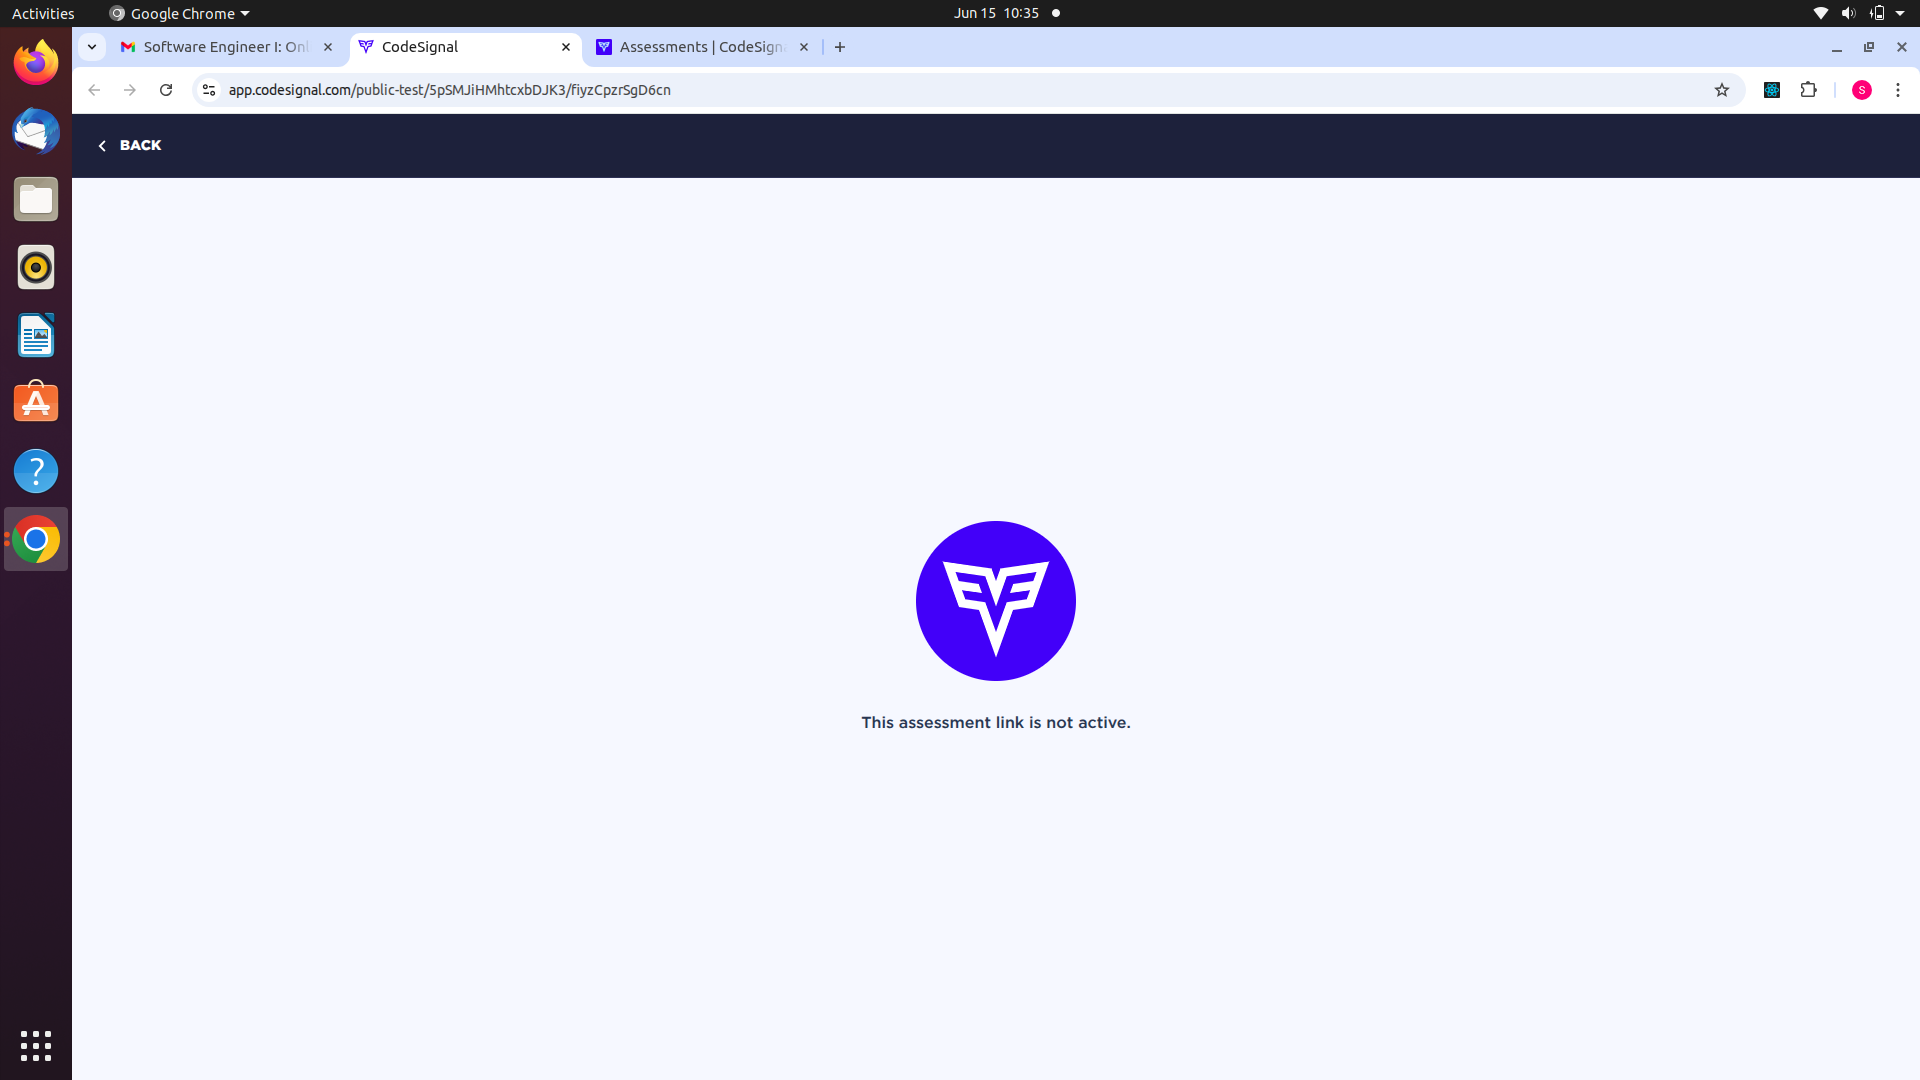 Activities
Google Chrome
Jun 15 10:35
Software Engineer I: Onl
CodeSignal
Assessments | CodeSign
app.codesignal.com/public-test/5pSMJiHMhtcxbDJK3/fiyzCpzrSgD6cn
S
BACK
This assessment link is not active.